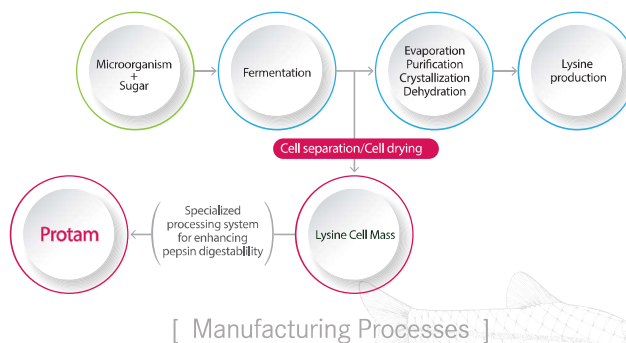 Microorganism
+
Sugar
Fermentation
Evaporation
Purification
Crystallization
Dehydration
Lysine
production
Cell separation/Cell drying
Protam
Specialized
processing system
for enhancing
pepsin digestablility
Lysine Cell Mass
[ Manufacturing Processes ]